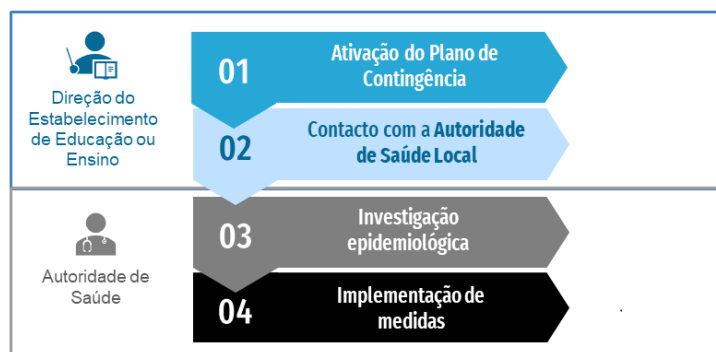 Direção do
Estabelecimento
de Educação ou
Ensino
01
Ativação do Plano de
Contingência
02
Contacto com a Autoridade
de Saúde Local
Autoridade de
Saúde
03
Investigação
epidemiológica
04
Implementação de
medidas
.